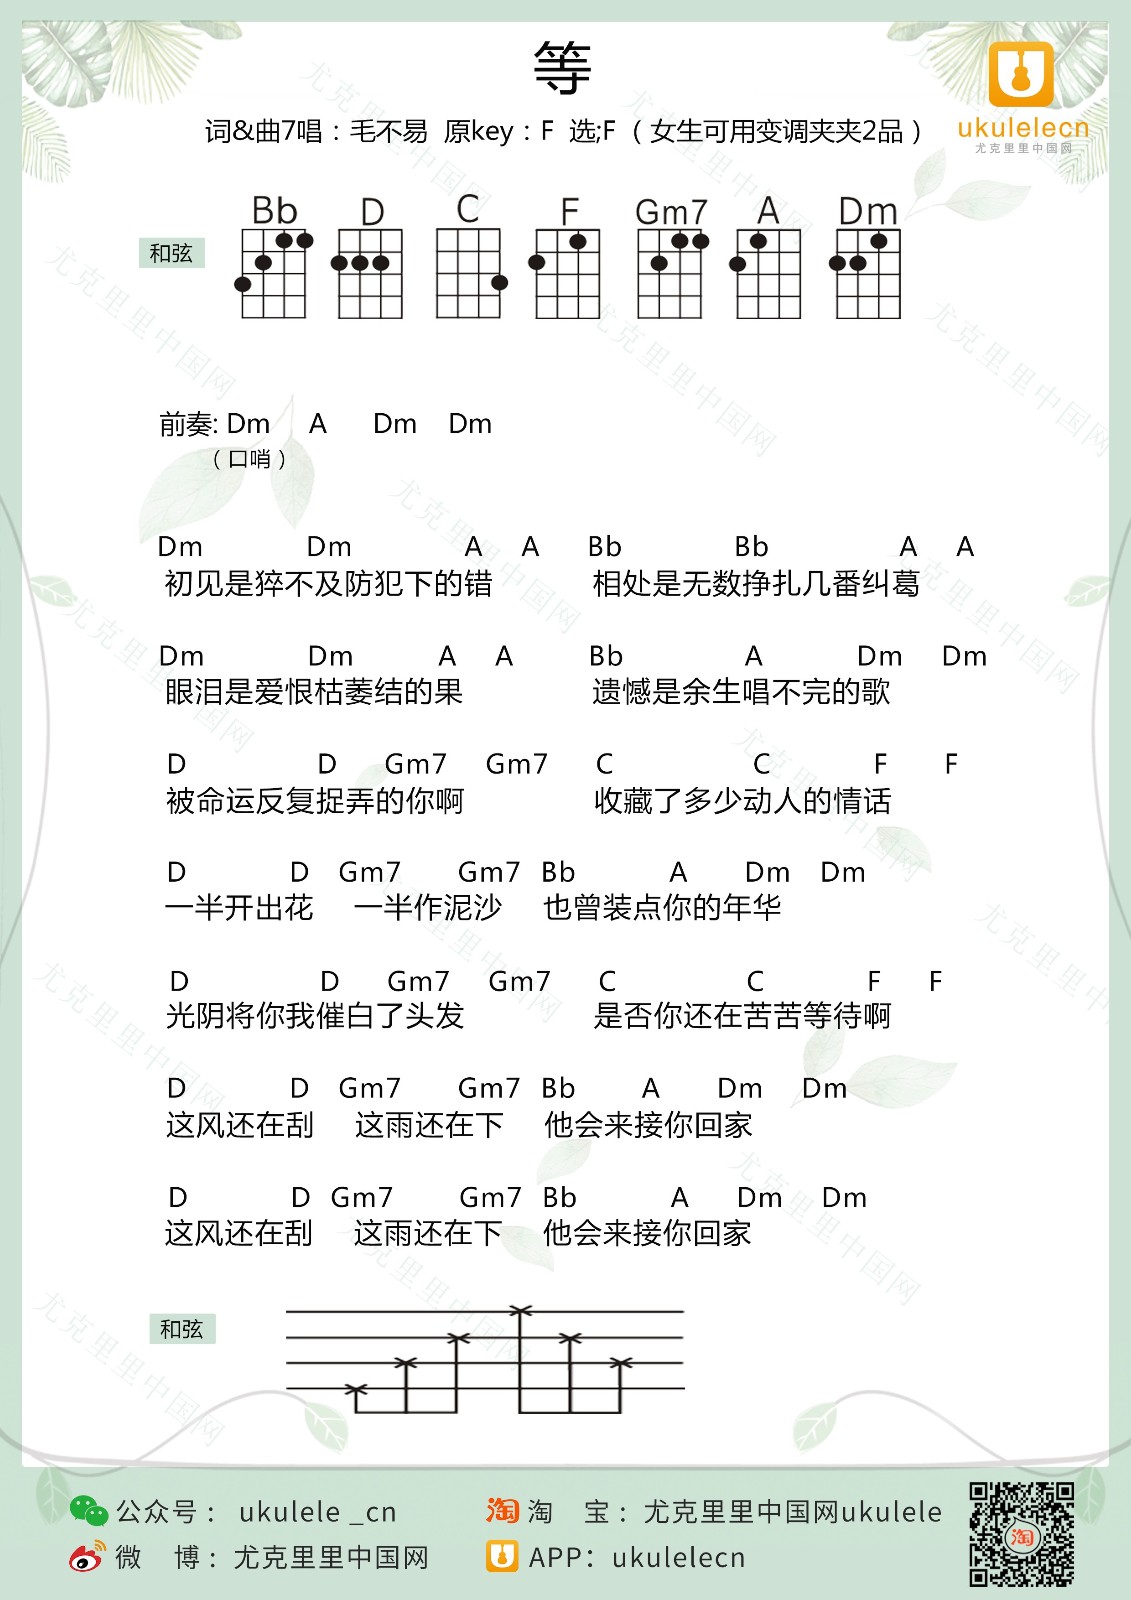 等
词&曲7唱：毛不易 原key：F 选;F（女生可用变调夹夹2品）
ukulelecn
尤克里里中国网
和弦
Bb D C F Gm7 A Dm
前奏: Dm A Dm Dm
（口哨）
Dm Dm A A Bb Bb A A
初见是猝不及防犯下的错 相处是无数挣扎几番纠葛
Dm Dm A A Bb A Dm Dm
眼泪是爱恨枯萎结的果 遗憾是余生唱不完的歌
D D Gm7 Gm7 C C F F
被命运反复捉弄的你啊 收藏了多少动人的情话
D D Gm7 Gm7 Bb A Dm Dm
一半开出花 一半作泥沙 也曾装点你的年华
D D Gm7 Gm7 C C F F
光阴将你我催白了头发 是否你还在苦苦等待啊
D D Gm7 Gm7 Bb A Dm Dm
这风还在刮 这雨还在下 他会来接你回家
D D Gm7 Gm7 Bb A Dm Dm
这风还在刮 这雨还在下 他会来接你回家
和弦
公众号： ukulele _cn
淘 淘 宝：尤克里里中国网ukulele
微 博：尤克里里中国网
APP：ukulelecn
淘